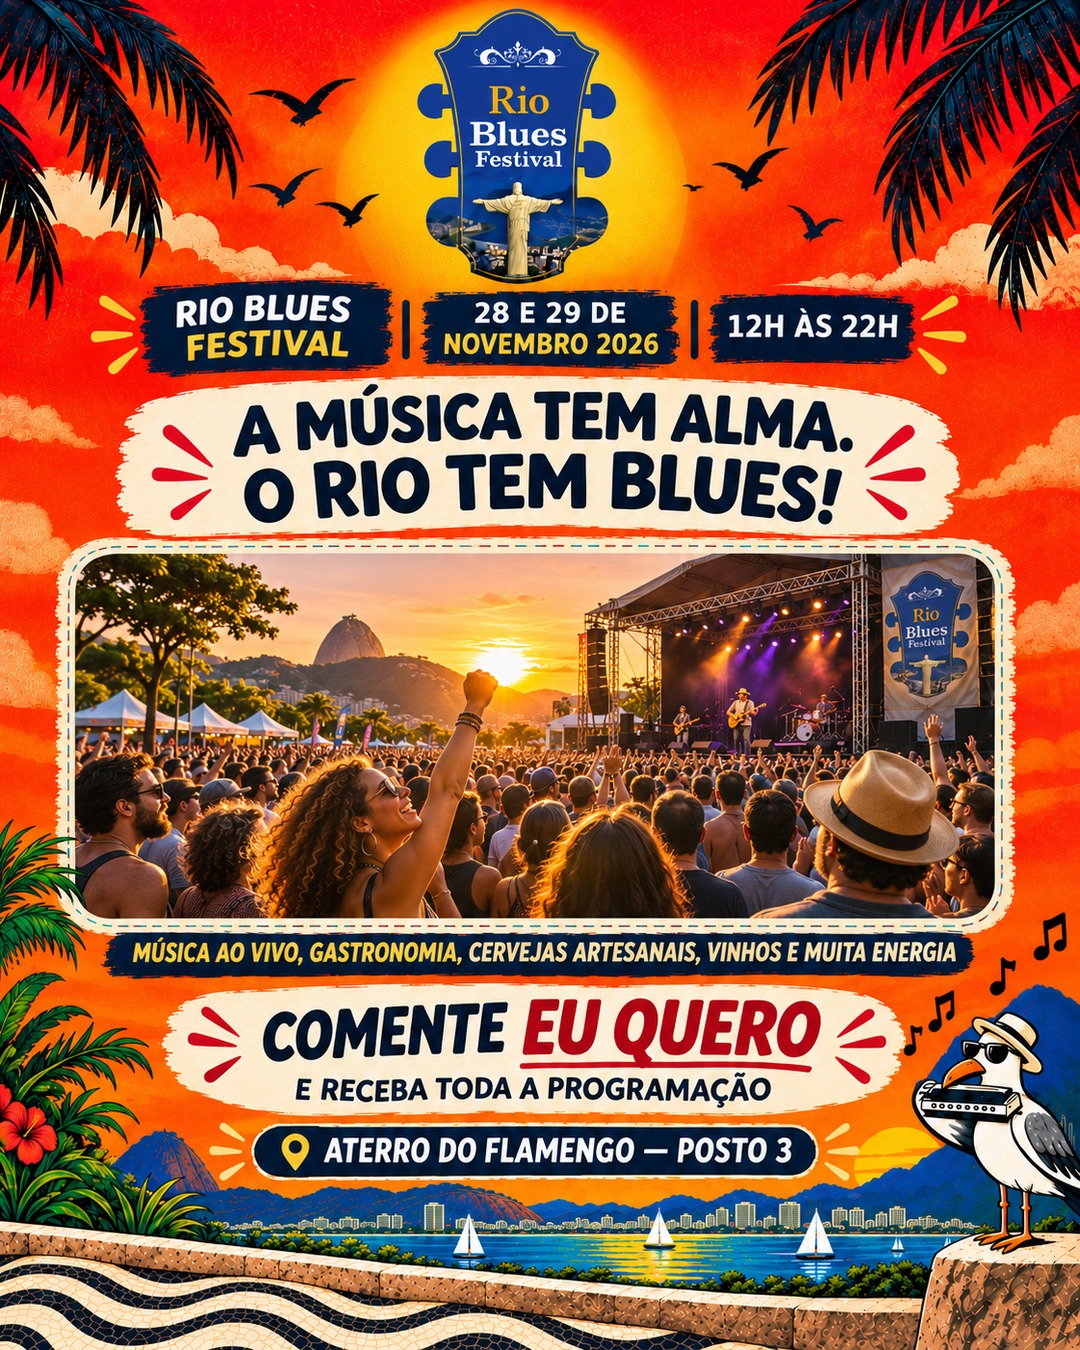 Rio
Blues
Festival
RIO BLUES
FESTIVAL
28 E 29 DE
NOVEMBRO 2026
12H ÀS 22H
A MÚSICA TEM ALMA.
O RIO TEM BLUES!
Rio
Blues
Festival
MÚSICA AO VIVO, GASTRONOMIA, CERVEJAS ARTESANAIS, VINHOS E MUITA ENERGIA
COMENTE EU QUERO
E RECEBA TODA A PROGRAMAÇÃO
ATERRO DO FLAMENGO — POSTO 3